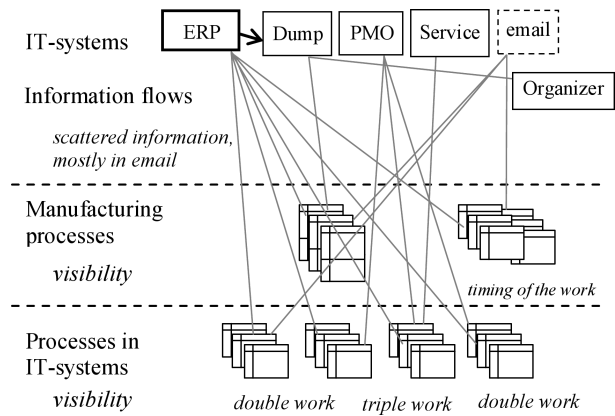 IT-systems
ERP
Dump
PMO
Service
email
Organizer
Information flows
scattered information,
mostly in email
Manufacturing
processes
visibility
timing of the work
Processes in
IT-systems
visibility
double work
triple work
double work